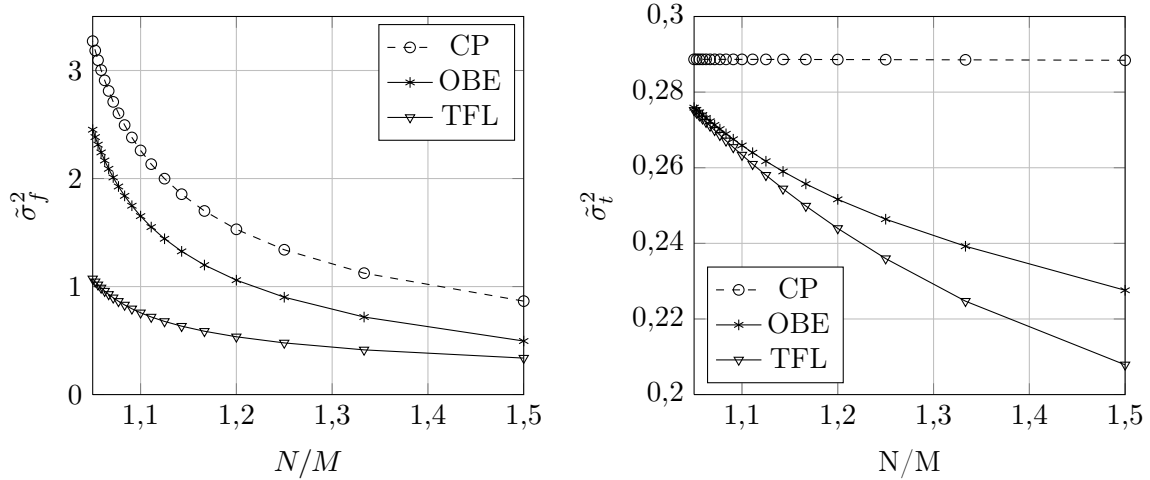 3
2
1
0
1,1 1,2 1,3 1,4 1,5
N/M
σ̃²_f
CP
OBE
TFL
0,3
0,28
0,26
0,24
0,22
0,2
1,1 1,2 1,3 1,4 1,5
N/M
σ̃²_t
CP
OBE
TFL